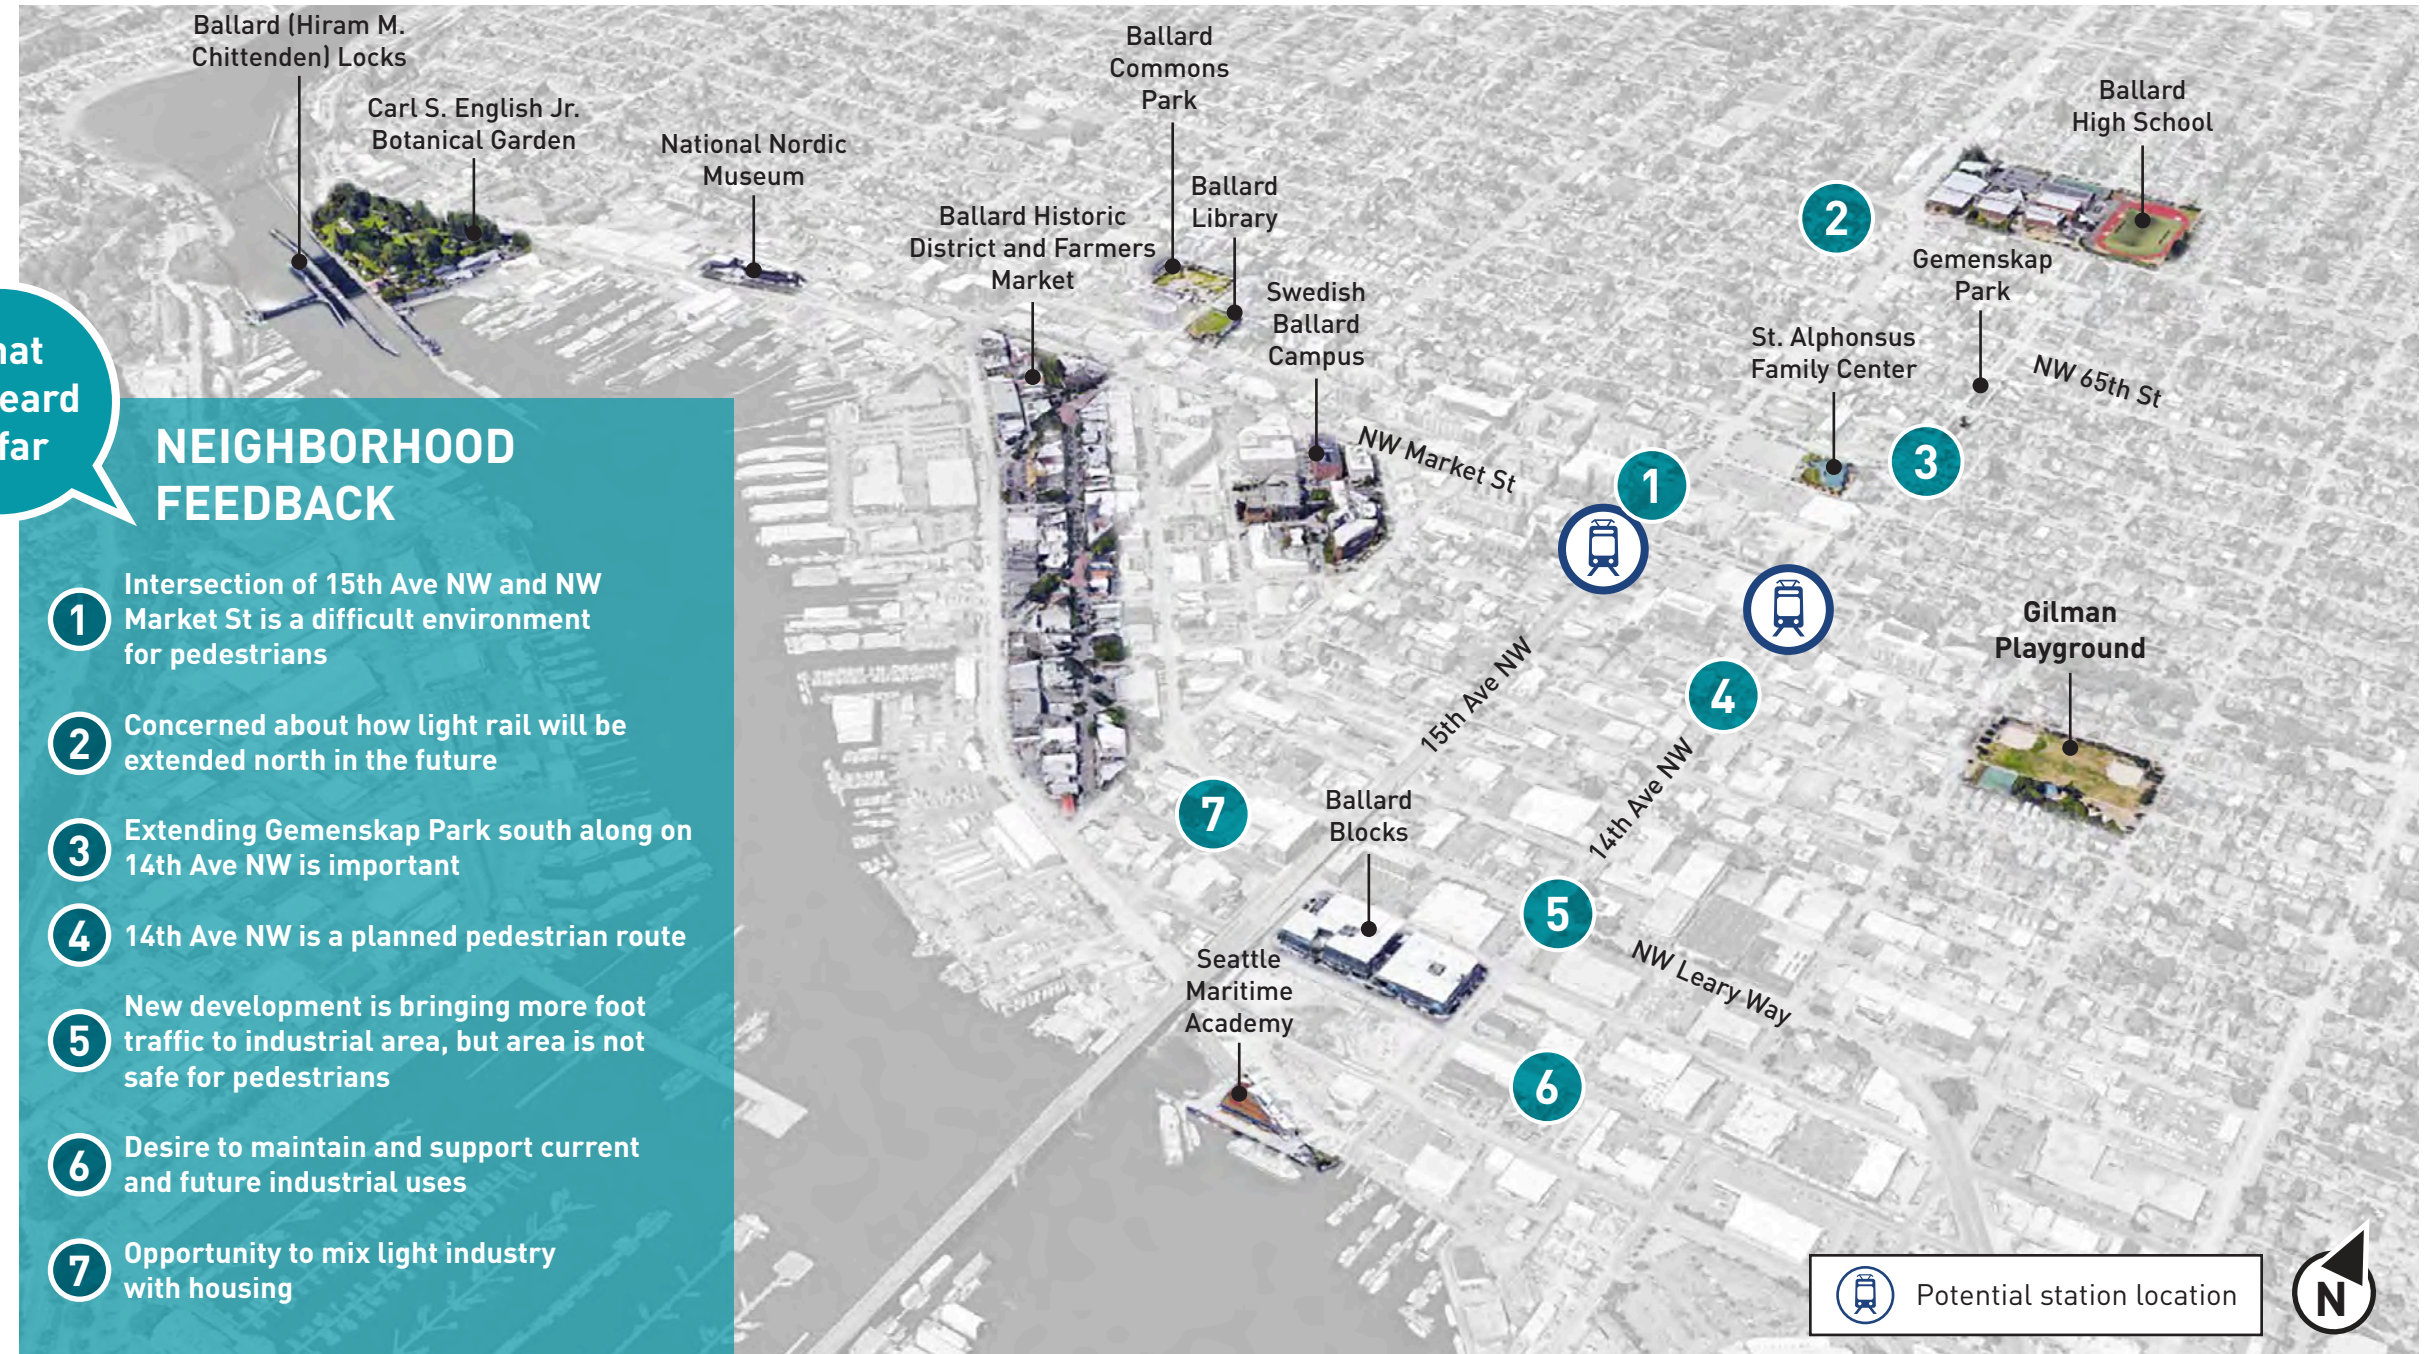 Ballard (Hiram M.
Chittenden) Locks
Carl S. English Jr.
Botanical Garden
National Nordic
Museum
Ballard Historic
District and Farmers
Market
Ballard
Commons
Park
Ballard
Library
Swedish
Ballard
Campus
Ballard
High School
Gemenskap
Park
St. Alphonsus
Family Center
NW 65th St
NW Market St
15th Ave NW
14th Ave NW
NW Leary Way
Gilman
Playground
Ballard
Blocks
Seattle
Maritime
Academy
1
2
3
4
5
6
7
far
NEIGHBORHOOD
FEEDBACK
1
Intersection of 15th Ave NW and NW
Market St is a difficult environment
for pedestrians
2
Concerned about how light rail will be
extended north in the future
3
Extending Gemenskap Park south along on
14th Ave NW is important
4
14th Ave NW is a planned pedestrian route
5
New development is bringing more foot
traffic to industrial area, but area is not
safe for pedestrians
6
Desire to maintain and support current
and future industrial uses
7
Opportunity to mix light industry
with housing
Potential station location
N